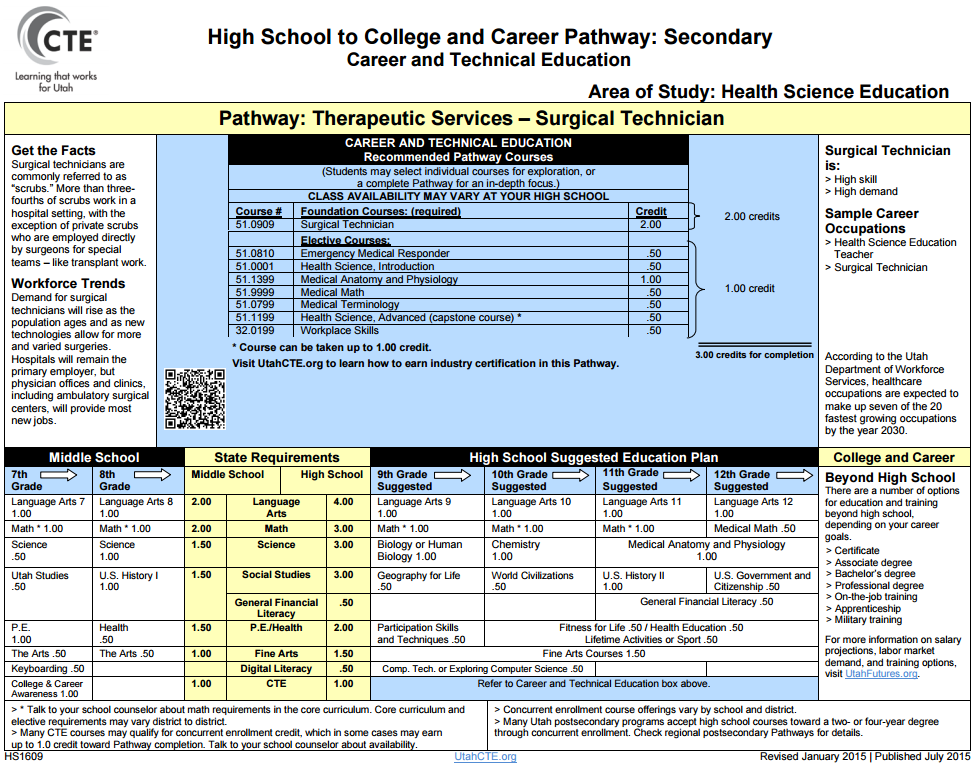 CTE®
Learning that works
for Utah
High School to College and Career Pathway: Secondary
Career and Technical Education
Area of Study: Health Science Education
Pathway: Therapeutic Services – Surgical Technician
Get the Facts
Surgical technicians are
commonly referred to as
“scrubs.” More than three-
fourths of scrubs work in a
hospital setting, with the
exception of private scrubs
who are employed directly
by surgeons for special
teams – like transplant work.
Workforce Trends
Demand for surgical
technicians will rise as the
population ages and as new
technologies allow for more
and varied surgeries.
Hospitals will remain the
primary employer, but
physician offices and clinics,
including ambulatory surgical
centers, will provide most
new jobs.
CAREER AND TECHNICAL EDUCATION
Recommended Pathway Courses
(Students may select individual courses for exploration, or
a complete Pathway for an in-depth focus.)
CLASS AVAILABILITY MAY VARY AT YOUR HIGH SCHOOL
Course # Foundation Courses: (required) Credit
51.0909 Surgical Technician 2.00
2.00 credits
Elective Courses:
51.0810 Emergency Medical Responder .50
51.0001 Health Science, Introduction .50
51.1399 Medical Anatomy and Physiology 1.00
51.9999 Medical Math .50
51.0799 Medical Terminology .50
51.1199 Health Science, Advanced (capstone course) * .50
32.0199 Workplace Skills .50
1.00 credit
* Course can be taken up to 1.00 credit.
3.00 credits for completion
Visit UtahCTE.org to learn how to earn industry certification in this Pathway.
Surgical Technician
is:
> High skill
> High demand
Sample Career
Occupations
> Health Science Education
Teacher
> Surgical Technician
According to the Utah
Department of Workforce
Services, healthcare
occupations are expected to
make up seven of the 20
fastest growing occupations
by the year 2030.
Middle School State Requirements High School Suggested Education Plan College and Career
7th
Grade
8th
Grade
Middle School High School
9th Grade
Suggested
10th Grade
Suggested
11th Grade
Suggested
12th Grade
Suggested
Language Arts 7
1.00
Language Arts 8
1.00
2.00 Language
Arts
4.00
Language Arts 9
1.00
Language Arts 10
1.00
Language Arts 11
1.00
Language Arts 12
1.00
Math * 1.00 Math * 1.00 2.00 Math 3.00 Math * 1.00 Math * 1.00 Math * 1.00 Medical Math .50
Science
.50
Science
1.00
1.50 Science 3.00
Biology or Human
Biology 1.00
Chemistry
1.00
Medical Anatomy and Physiology
1.00
Utah Studies
.50
U.S. History I
1.00
1.50 Social Studies 3.00
Geography for Life
.50
World Civilizations
.50
U.S. History II
1.00
U.S. Government and
Citizenship .50
General Financial
Literacy
.50
General Financial Literacy .50
P.E.
1.00
Health
.50
1.50 P.E./Health 2.00
Participation Skills
and Techniques .50
Fitness for Life .50 / Health Education .50
Lifetime Activities or Sport .50
The Arts .50 The Arts .50 1.00 Fine Arts 1.50 Fine Arts Courses 1.50
Keyboarding .50 Digital Literacy .50 Comp. Tech. or Exploring Computer Science .50
College & Career
Awareness 1.00
1.00 CTE 1.00 Refer to Career and Technical Education box above.
Beyond High School
There are a number of options
for education and training
beyond high school,
depending on your career
goals.
> Certificate
> Associate degree
> Bachelor's degree
> Professional degree
> On-the-job training
> Apprenticeship
> Military training
For more information on salary
projections, labor market
demand, and training options,
visit UtahFutures.org.
> * Talk to your school counselor about math requirements in the core curriculum. Core curriculum and
elective requirements may vary district to district.
> Many CTE courses may qualify for concurrent enrollment credit, which in some cases may earn
up to 1.0 credit toward Pathway completion. Talk to your school counselor about availability.
> Concurrent enrollment course offerings vary by school and district.
> Many Utah postsecondary programs accept high school courses toward a two- or four-year degree
through concurrent enrollment. Check regional postsecondary Pathways for details.
HS1609 UtahCTE.org Revised January 2015 | Published July 2015